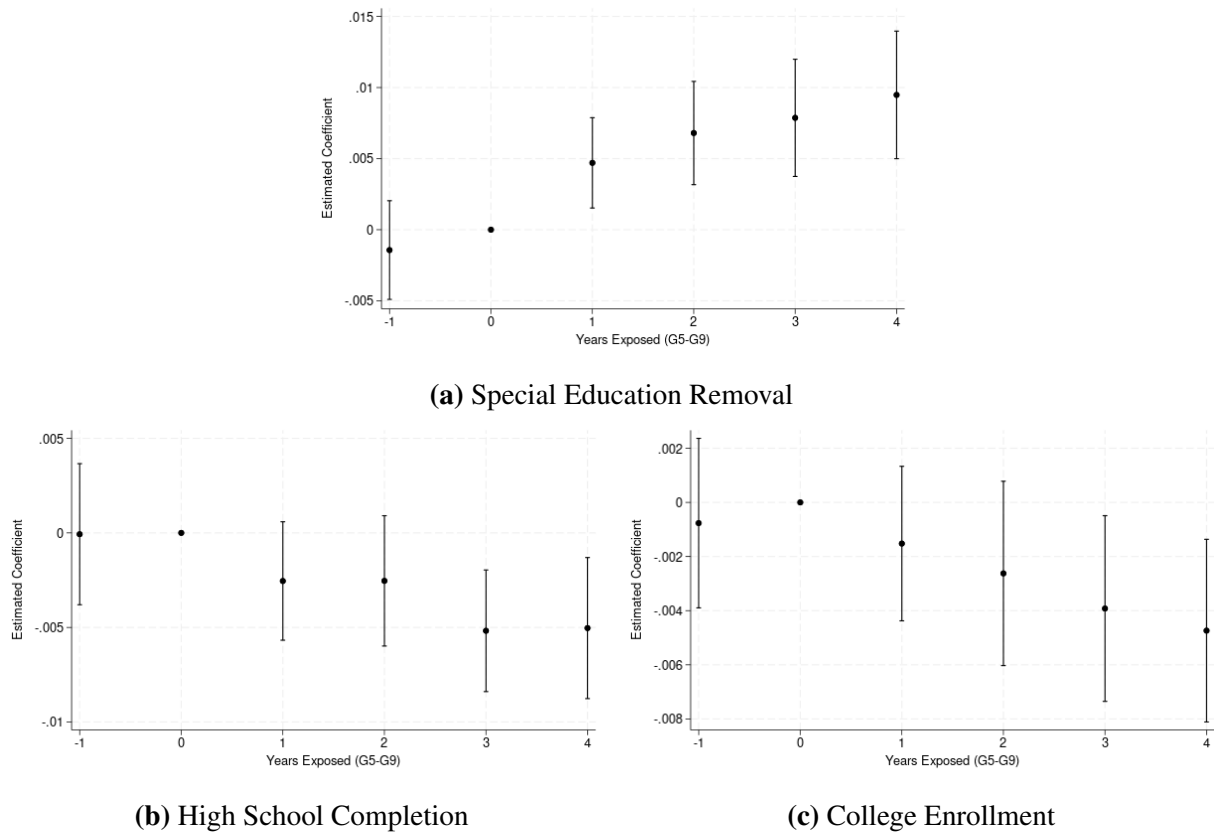 .015
.01
.005
0
-.005
Estimated Coefficient
-1 0 1 2 3 4
Years Exposed (G5-G9)
(a) Special Education Removal
.005
0
-.005
-.01
Estimated Coefficient
-1 0 1 2 3 4
Years Exposed (G5-G9)
(b) High School Completion
.002
0
-.002
-.004
-.006
-.008
Estimated Coefficient
-1 0 1 2 3 4
Years Exposed (G5-G9)
(c) College Enrollment